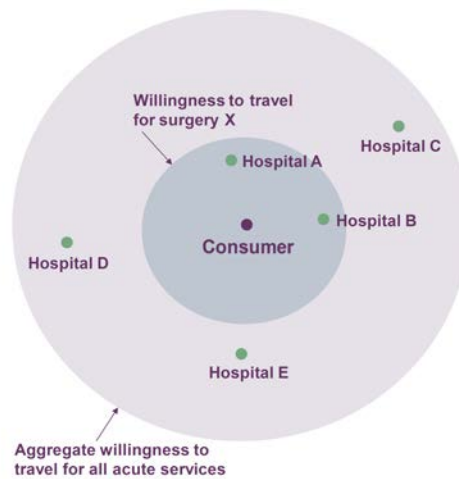 Willingness to travel
for surgery X
Hospital C
Hospital A
Hospital B
Consumer
Hospital D
Hospital E
Aggregate willingness to
travel for all acute services